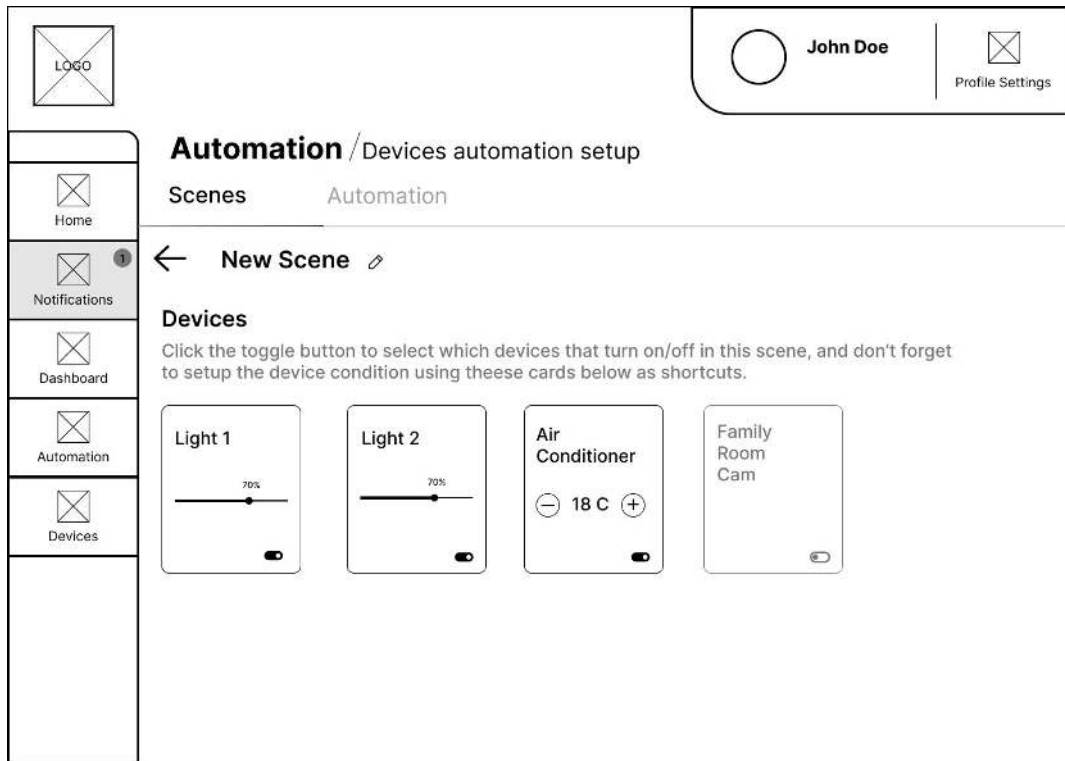 LOGO
John Doe
Profile Settings
Automation / Devices automation setup
Scenes
Automation
Home
1
Notifications
Dashboard
Automation
Devices
New Scene
Devices
Click the toggle button to select which devices that turn on/off in this scene, and don't forget
to setup the device condition using theese cards below as shortcuts.
Light 1
70%
Light 2
70%
Air
Conditioner
18 C
Family
Room
Cam